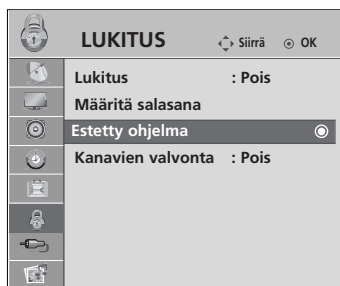 LUKITUS Siirrä OK
Lukitus : Pois
Määritä salasana
Estetty ohjelma
Kanavien valvonta : Pois